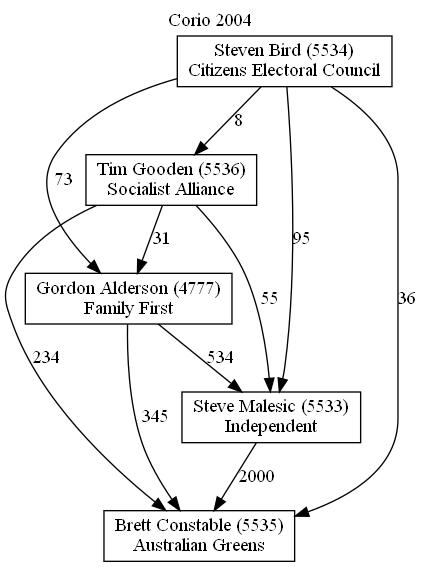 Corio 2004
Steven Bird (5534)
Citizens Electoral Council
8
Tim Gooden (5536)
Socialist Alliance
73
31
95
Gordon Alderson (4777)
Family First
55
36
234
534
Steve Malesic (5533)
Independent
345
2000
Brett Constable (5535)
Australian Greens